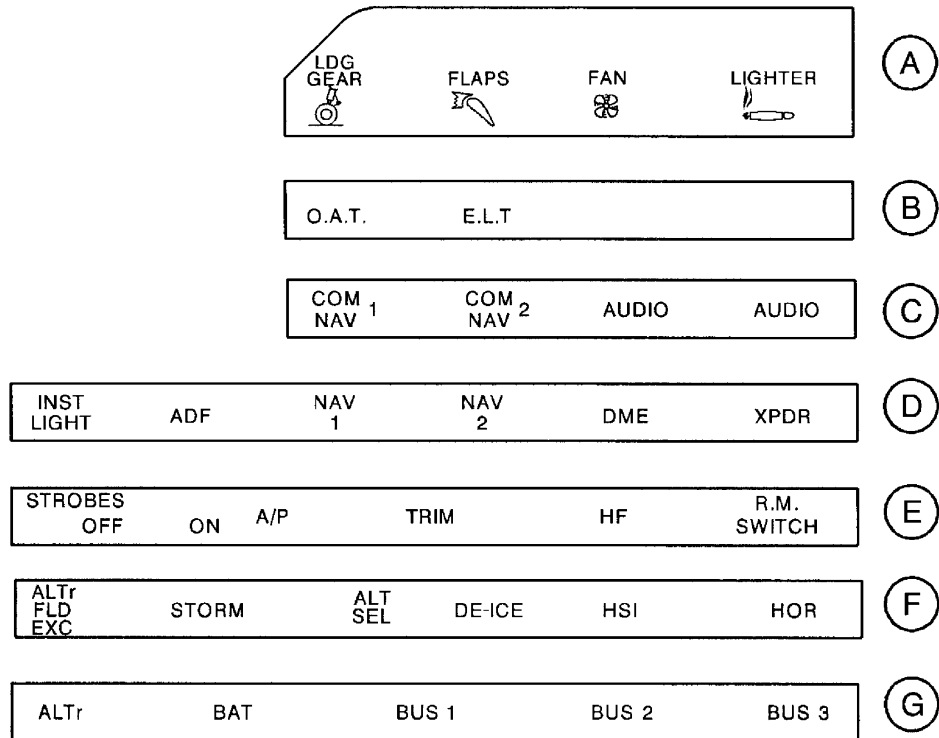 LDG GEAR FLAPS FAN LIGHTER A
O.A.T. E.L.T B
COM NAV 1 COM NAV 2 AUDIO AUDIO C
INST LIGHT ADF NAV 1 NAV 2 DME XPDR D
STROBES OFF ON A/P TRIM HF R.M. SWITCH E
ALTr FLD EXC STORM ALT SEL DE-ICE HSI HOR F
ALTr BAT BUS 1 BUS 2 BUS 3 G